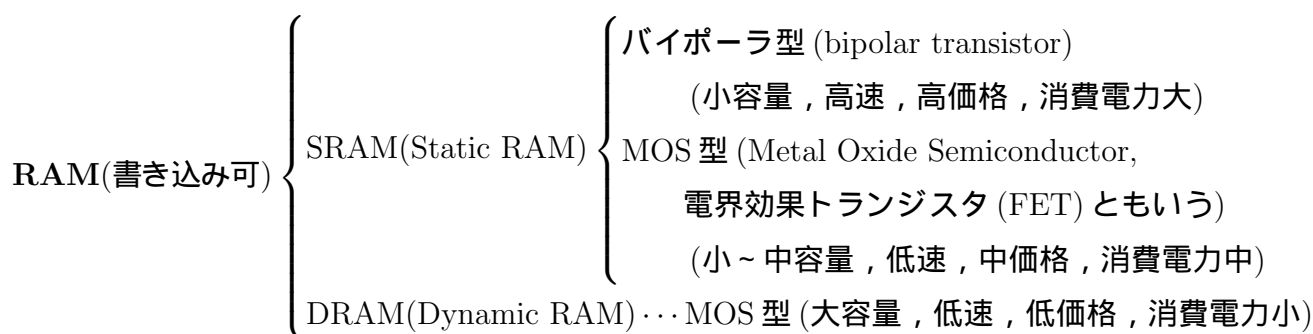 RAM(書き込み可)
SRAM(Static RAM)
バイポーラ型 (bipolar transistor)
(小容量，高速，高価格，消費電力大)
MOS 型 (Metal Oxide Semiconductor,
電界効果トランジスタ (FET) ともいう)
(小~中容量，低速，中価格，消費電力中)
DRAM(Dynamic RAM)⋯MOS 型 (大容量，低速，低価格，消費電力小)